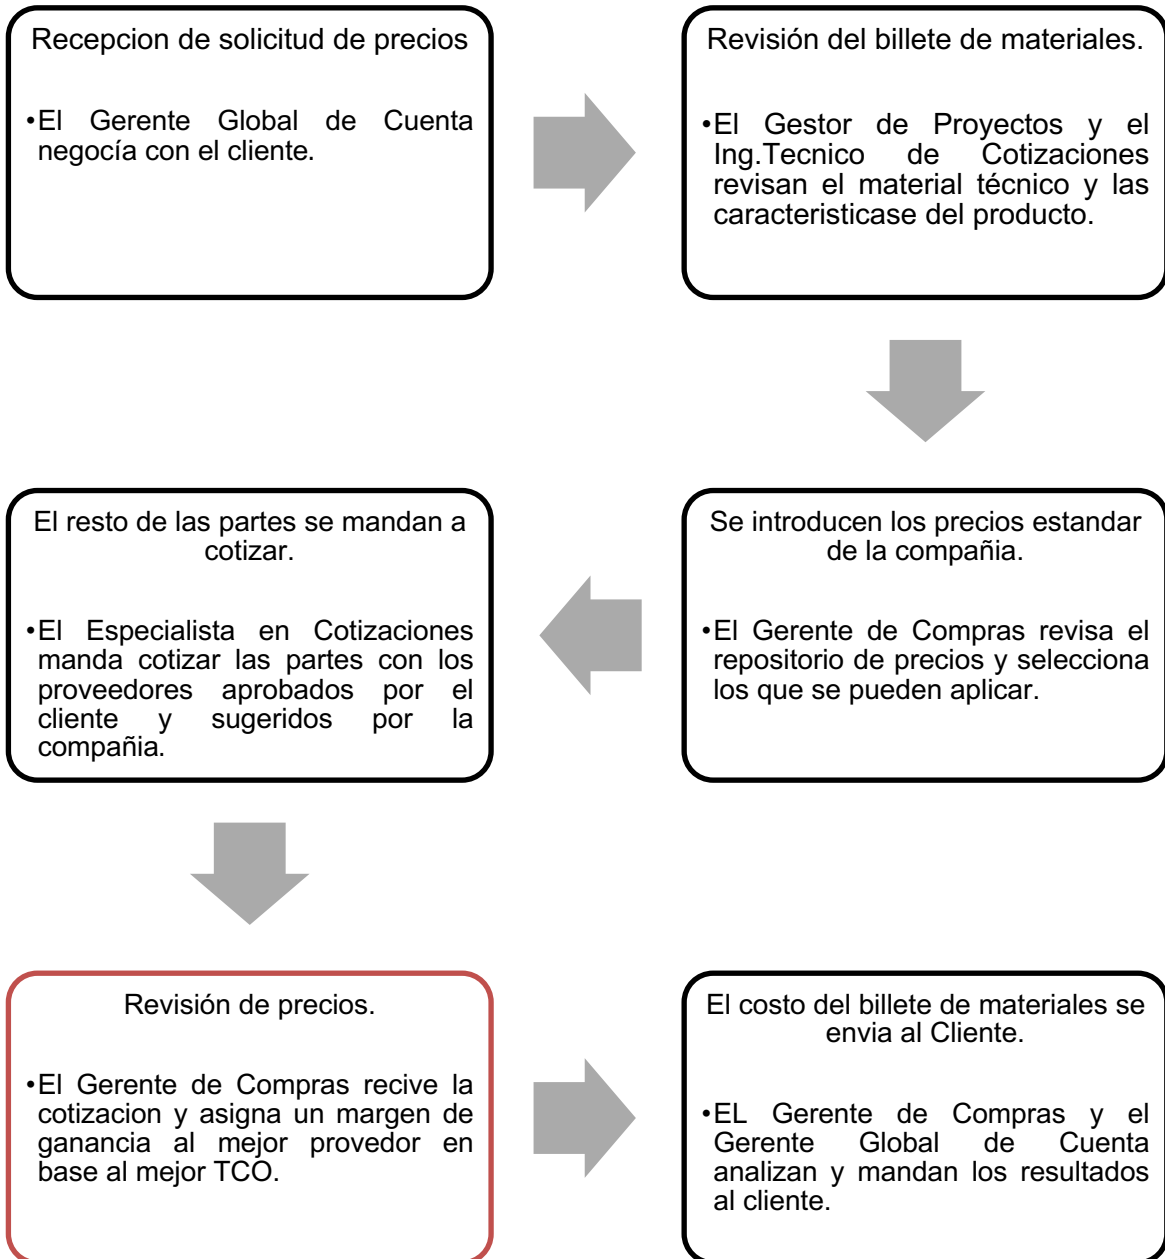 Recepcion de solicitud de precios
•El Gerente Global de Cuenta
negocía con el cliente.
Revisión del billete de materiales.
•El Gestor de Proyectos y el
Ing.Tecnico de Cotizaciones
revisan el material técnico y las
caracteristicase del producto.
Se introducen los precios estandar
de la compañia.
•El Gerente de Compras revisa el
repositorio de precios y selecciona
los que se pueden aplicar.
El resto de las partes se mandan a
cotizar.
•El Especialista en Cotizaciones
manda cotizar las partes con los
proveedores aprobados por el
cliente y sugeridos por la
compañia.
Revisión de precios.
•El Gerente de Compras recive la
cotizacion y asigna un margen de
ganancia al mejor provedor en
base al mejor TCO.
El costo del billete de materiales se
envia al Cliente.
•EL Gerente de Compras y el
Gerente Global de Cuenta
analizan y mandan los resultados
al cliente.